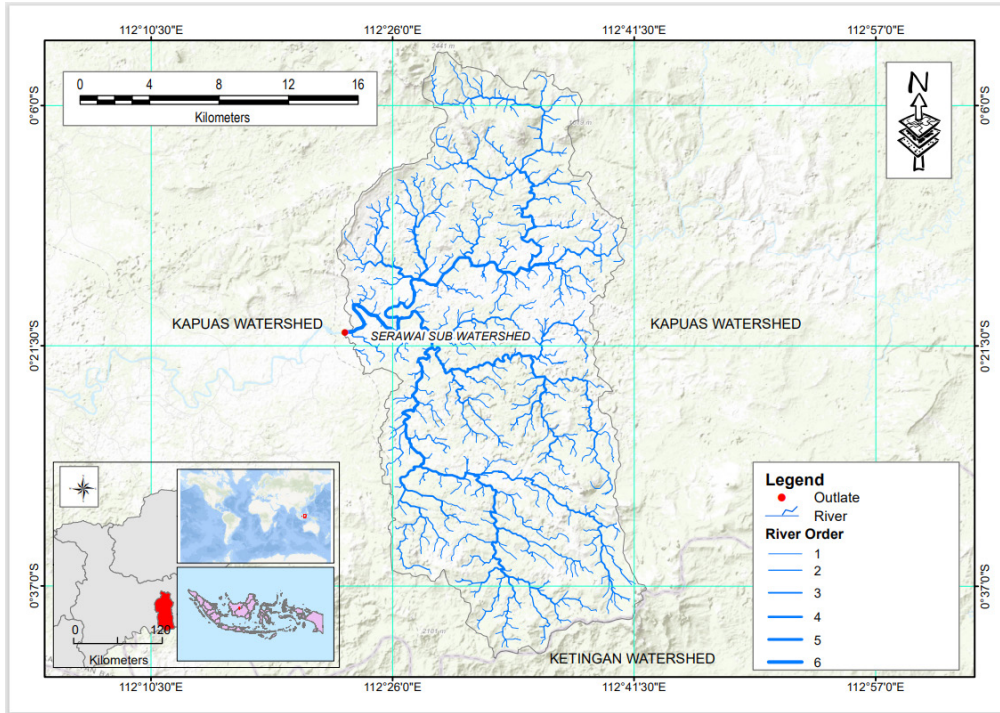 112°10'30"E 112°26'0"E 112°41'30"E 112°57'0"E
2441 m
0 4 8 12 16
Kilometers
N
0°6'0"S 0°6'0"S
KAPUAS WATERSHED
SERAWAI SUB WATERSHED
KAPUAS WATERSHED
0°21'30"S 0°21'30"S
Legend
Outlate
River
River Order
1
2
3
4
5
6
0°37'0"S 0°37'0"S
0 120
Kilometers
KETINGAN WATERSHED
112°10'30"E 112°26'0"E 112°41'30"E 112°57'0"E